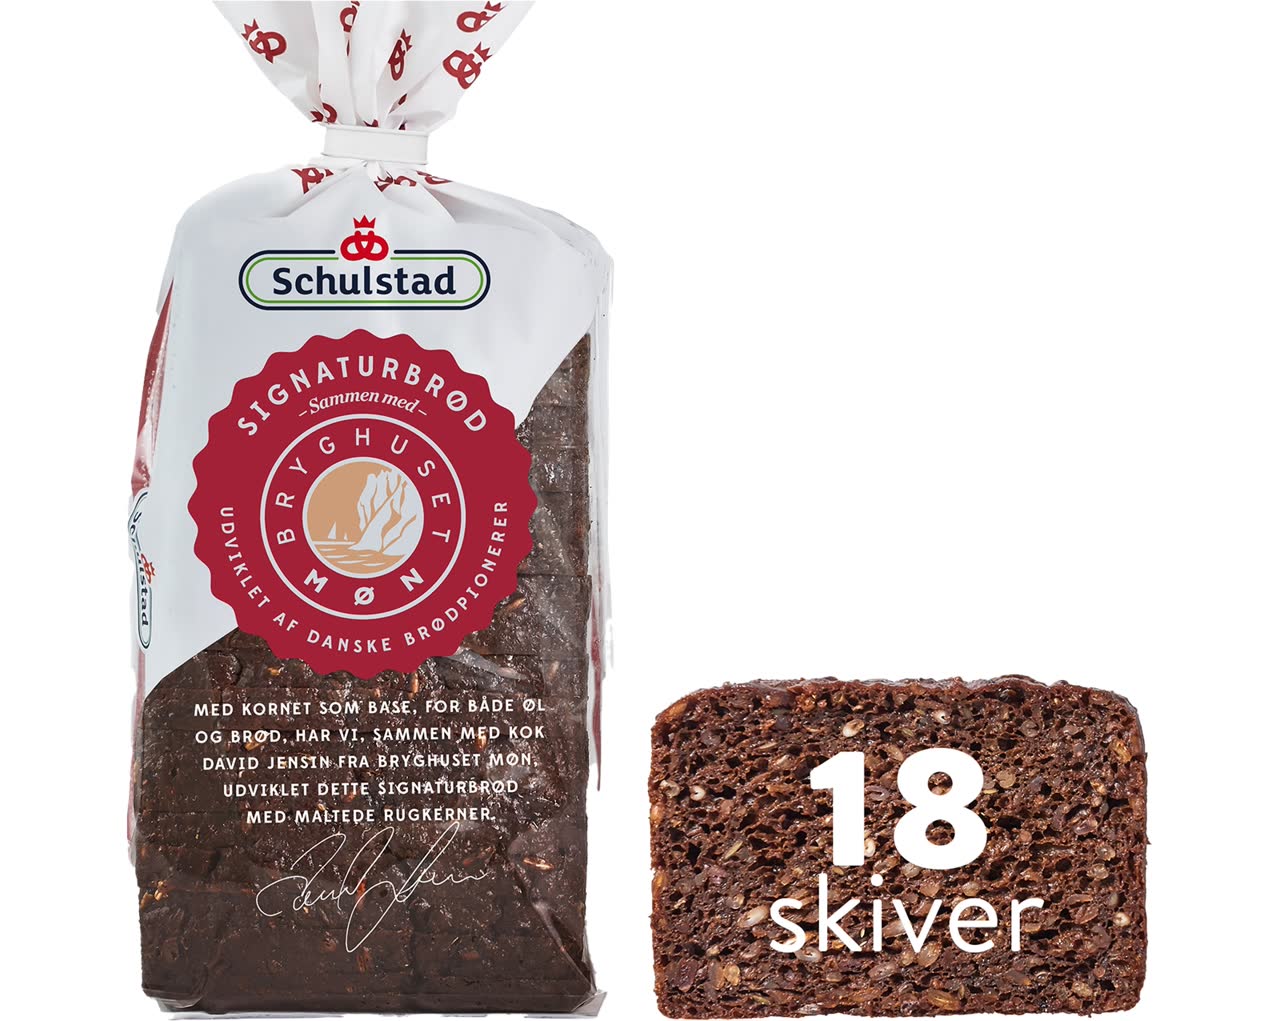 Schulstad
SIGNATURBRØD
- Sammen med -
BRYGHUSET
MØN
UDVIKLET AF DANSKE BRØDPIONERER
MED KORNET SOM BASE, FOR BÅDE ØL
OG BRØD, HAR VI, SAMMEN MED KOK
DAVID JENSIN FRA BRYGHUSET MØN,
UDVIKLET DETTE SIGNATURBRØD
MED MALTEDE RUGKERNER.
Schulstad
18
skiver